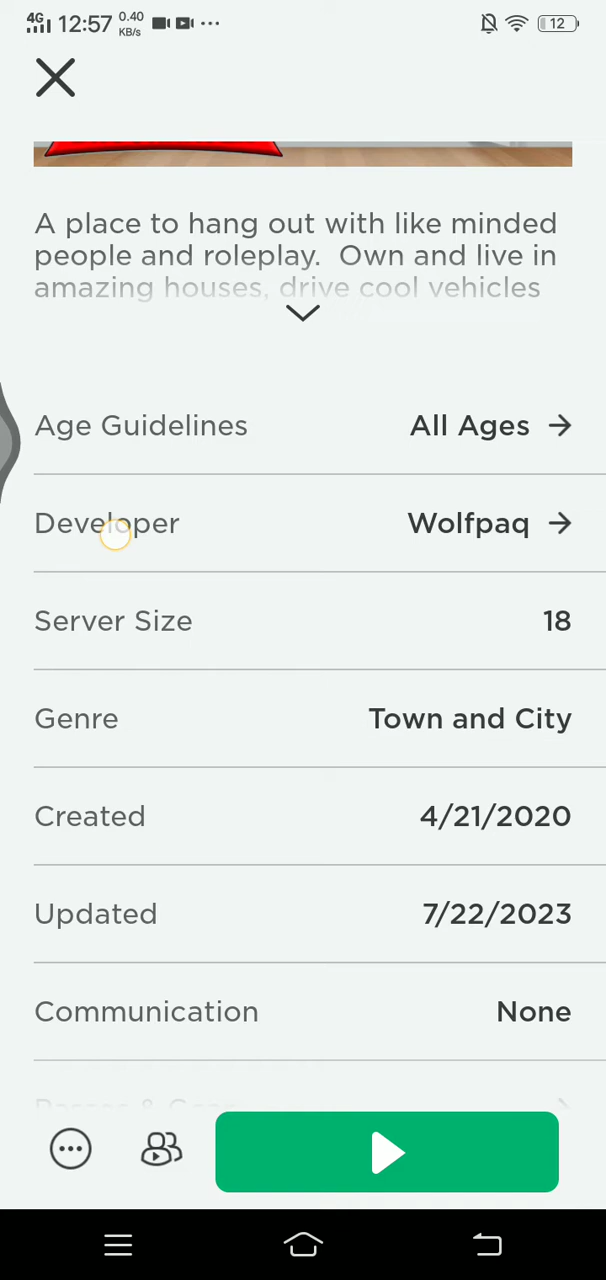 4G 12:57 0.40 KB/s ... 12
A place to hang out with like minded
people and roleplay. Own and live in
amazing houses, drive cool vehicles
Age Guidelines All Ages →
Developer Wolfpaq →
Server Size 18
Genre Town and City
Created 4/21/2020
Updated 7/22/2023
Communication None